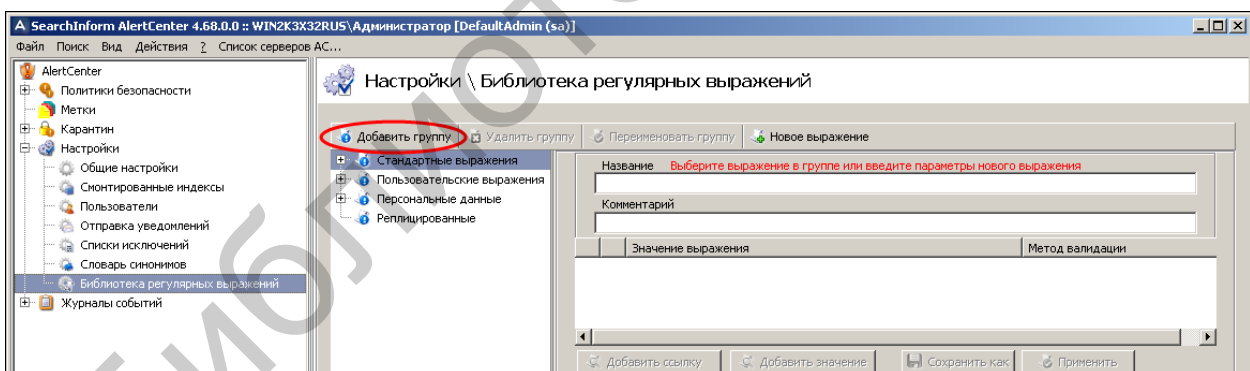 SearchInform AlertCenter 4.68.0.0 :: WIN2K3X32RUS\Администратор [DefaultAdmin (sa)]
Файл Поиск Вид Действия ? Список серверов АС...
AlertCenter
Политики безопасности
Метки
Карантин
Настройки
Общие настройки
Смонтированные индексы
Пользователи
Отправка уведомлений
Списки исключений
Словарь синонимов
Библиотека регулярных выражений
Журналы событий
Настройки \ Библиотека регулярных выражений
Добавить группу Удалить группу Переименовать группу Новое выражение
Стандартные выражения
Пользовательские выражения
Персональные данные
Реплицированные
Название Выберите выражение в группе или введите параметры нового выражения
Комментарий
Значение выражения Метод валидации
Добавить ссылку Добавить значение Сохранить как Применить